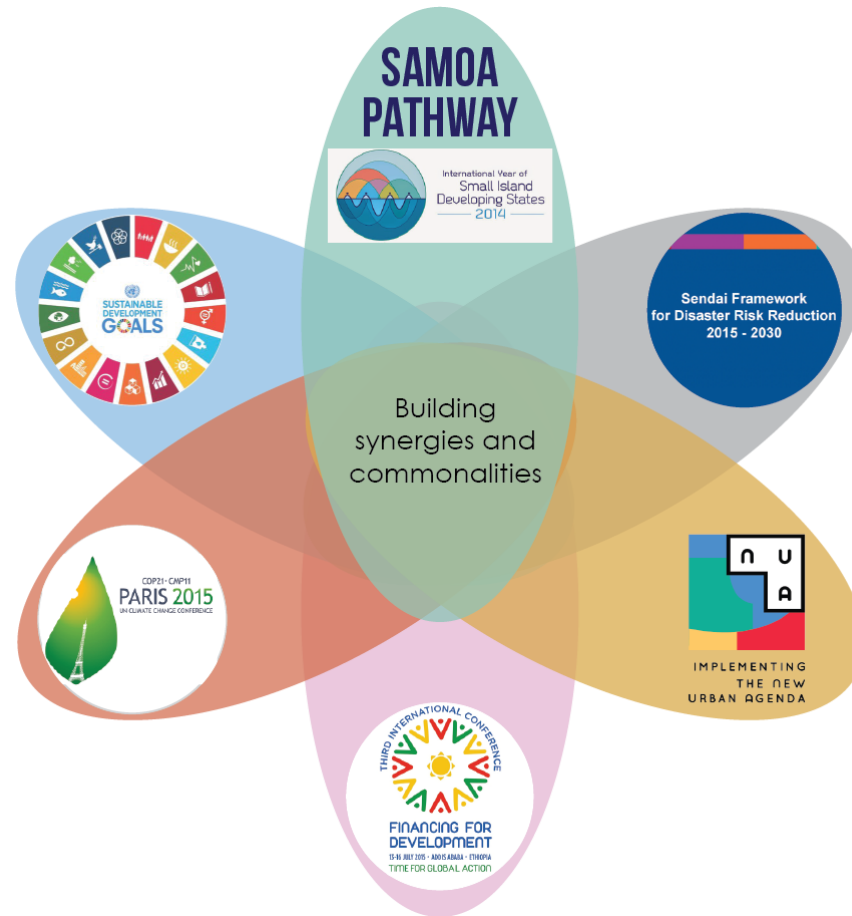 SAMOA
PATHWAY
International Year of
Small Island
Developing States
2014
SUSTAINABLE
DEVELOPMENT
GOALS
Sendai Framework
for Disaster Risk Reduction
2015 - 2030
Building
synergies and
commonalities
COP21 · CMP11
PARIS 2015
UN CLIMATE CHANGE CONFERENCE
NUA
IMPLEMENTING
THE NEW
URBAN AGENDA
THIRD INTERNATIONAL CONFERENCE
FINANCING FOR
DEVELOPMENT
13-16 JULY 2015 • ADDIS ABABA • ETHIOPIA
TIME FOR GLOBAL ACTION